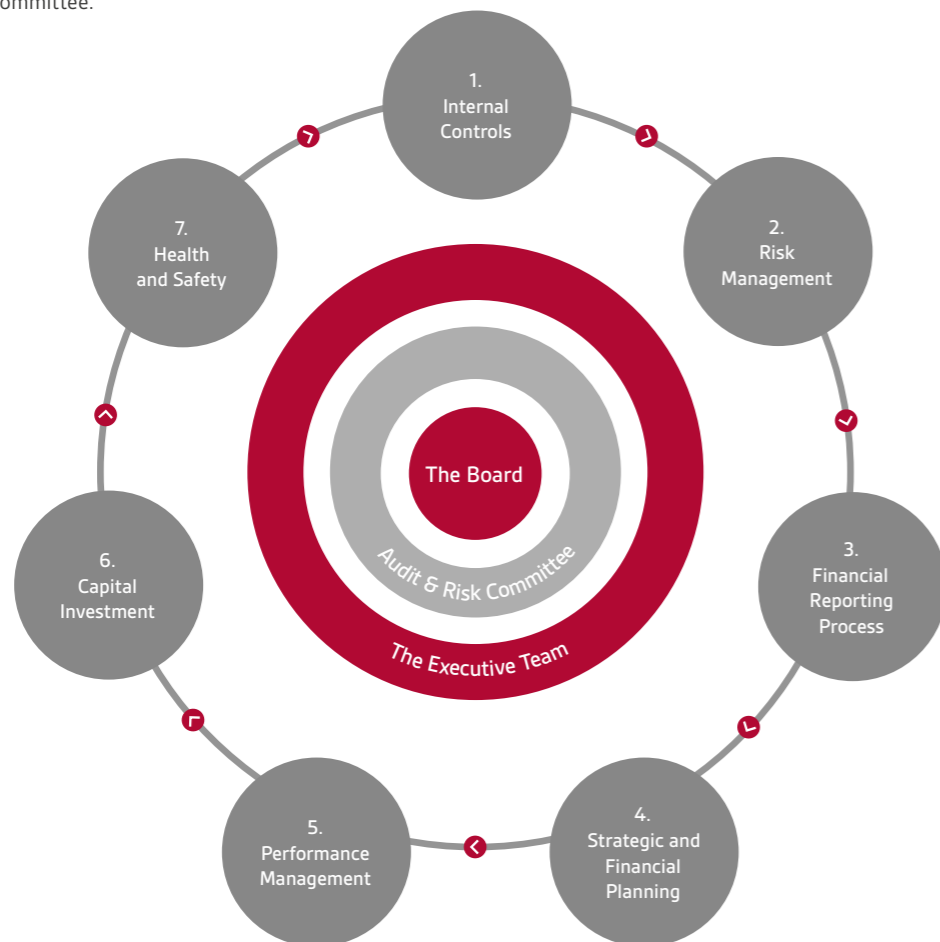 ommittee.
1.
Internal
Controls
2.
Risk
Management
3.
Financial
Reporting
Process
4.
Strategic and
Financial
Planning
5.
Performance
Management
6.
Capital
Investment
7.
Health
and Safety
The Board
Audit & Risk Committee
The Executive Team